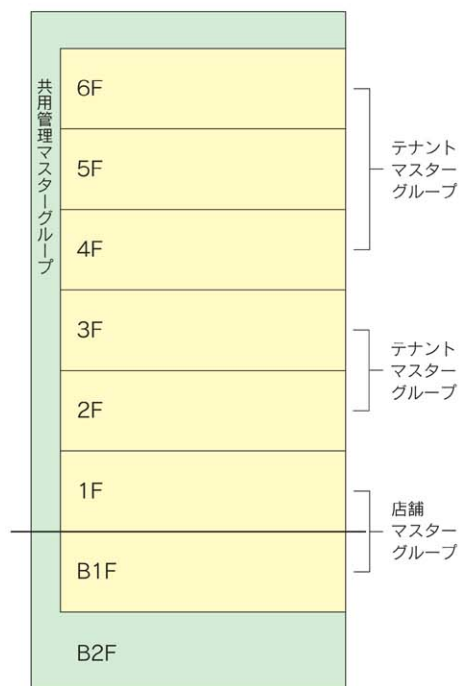 共用管理マスターグループ
6F
5F
4F
テナント
マスター
グループ
3F
2F
テナント
マスター
グループ
1F
B1F
店舗
マスター
グループ
B2F